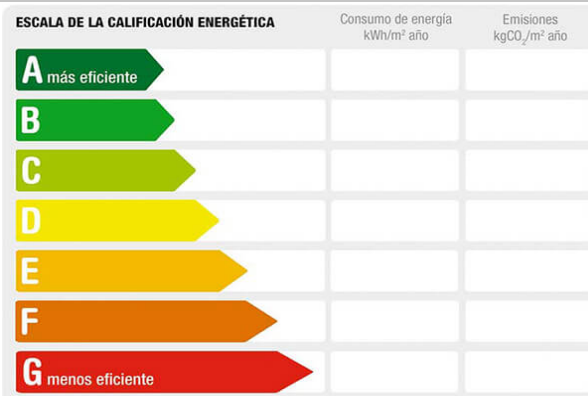 ESCALA DE LA CALIFICACIÓN ENERGÉTICA
Consumo de energía
kWh/m² año
Emisiones
kgCO₂/m² año
A más eficiente
B
C
D
E
F
G menos eficiente